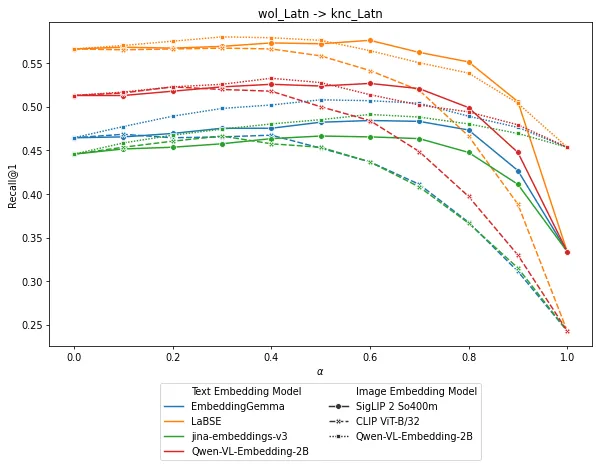 wol_Latn -> knc_Latn
Recall@1
0.55
0.50
0.45
0.40
0.35
0.30
0.25
0.0 0.2 0.4 0.6 0.8 1.0
α
Text Embedding Model Image Embedding Model
EmbeddingGemma SigLIP 2 So400m
LaBSE CLIP ViT-B/32
jina-embeddings-v3 Qwen-VL-Embedding-2B
Qwen-VL-Embedding-2B